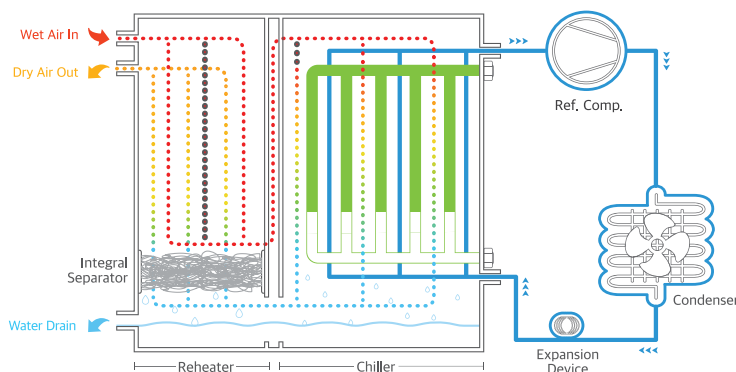 Wet Air In
Dry Air Out
Ref. Comp.
Integral
Separator
Condenser
Water Drain
Expansion
Device
Reheater
Chiller